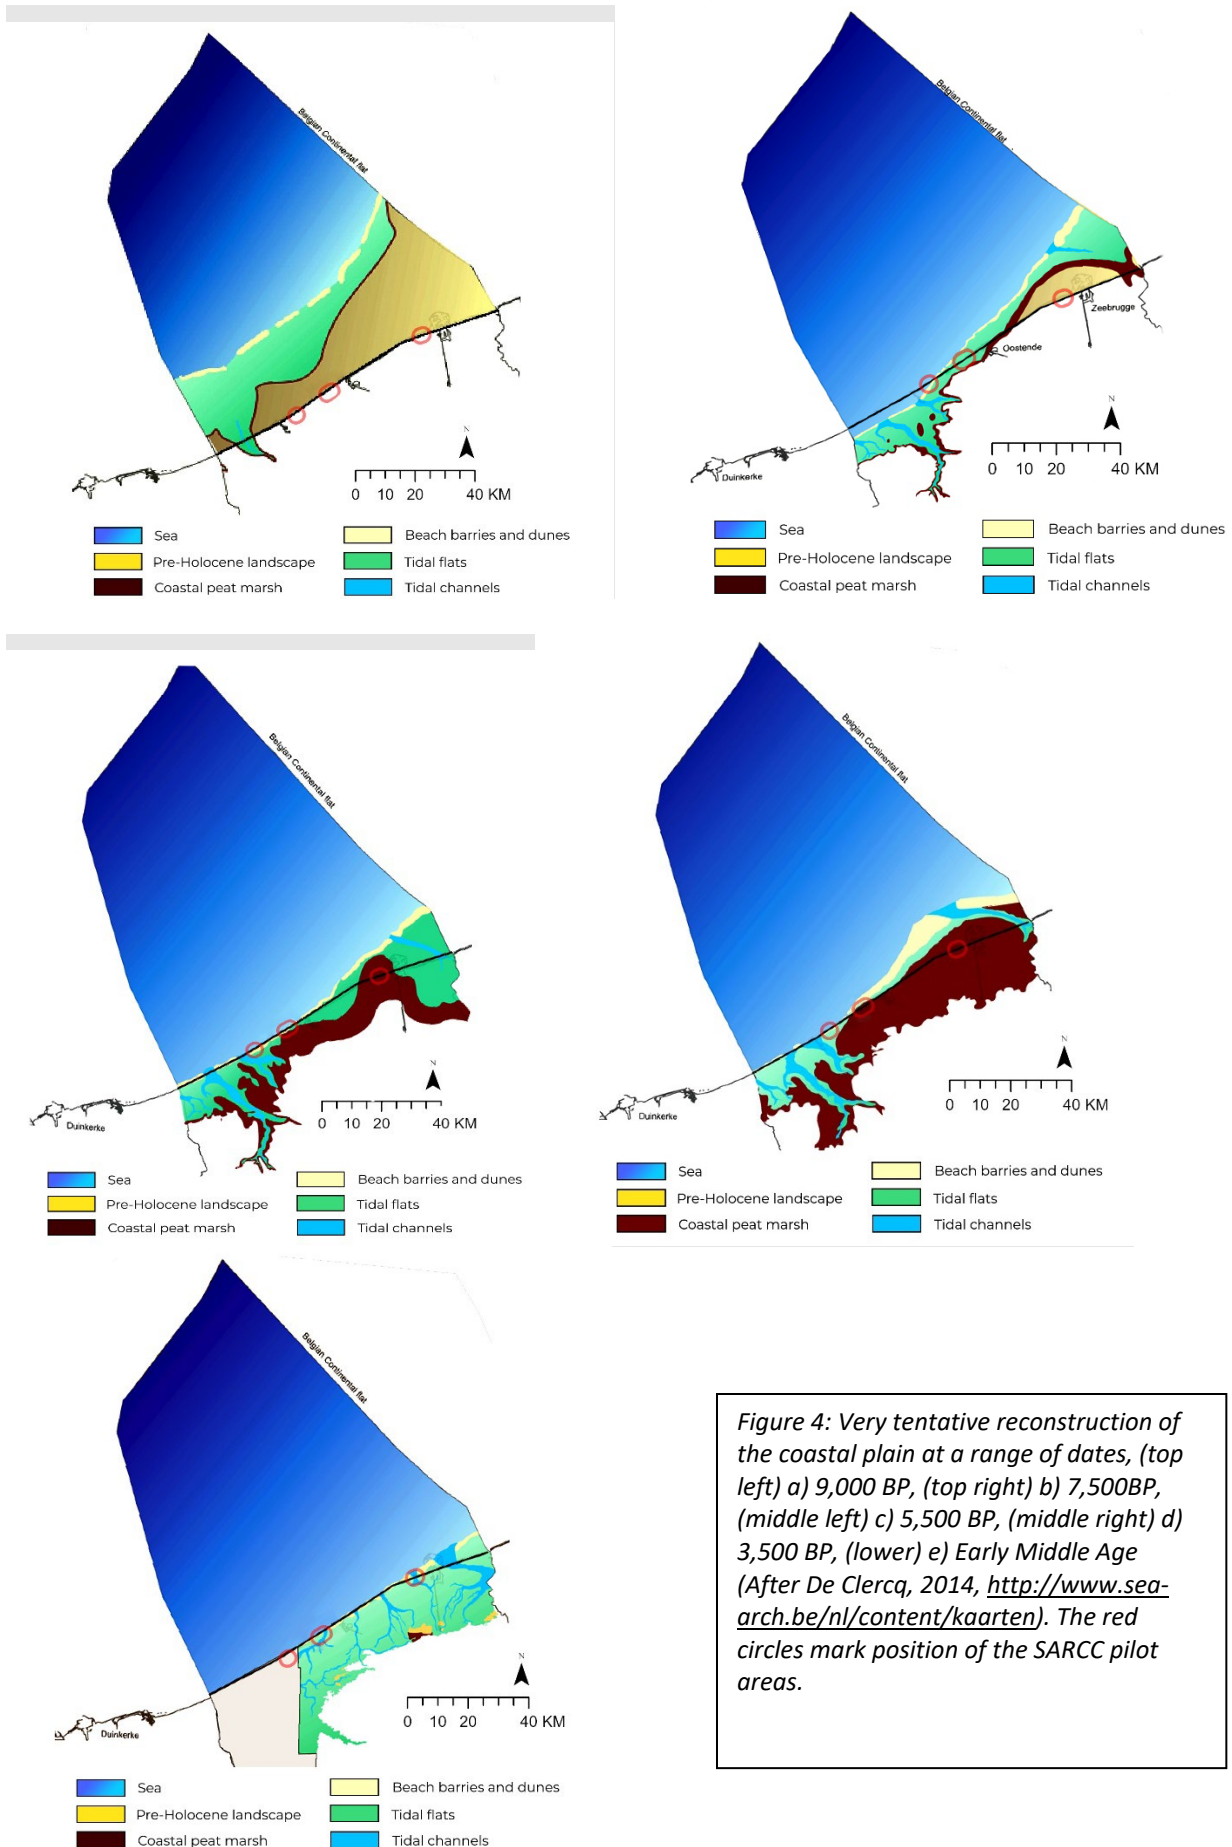 Belgian Continental flat
N
0 10 20 40 KM
Sea
Pre-Holocene landscape
Coastal peat marsh
Beach barries and dunes
Tidal flats
Tidal channels
Belgian Continental flat
Zeebrugge
Oostende
N
Duinkerke
0 10 20 40 KM
Sea
Pre-Holocene landscape
Coastal peat marsh
Beach barries and dunes
Tidal flats
Tidal channels
Belgian Continental flat
N
Duinkerke
0 10 20 40 KM
Sea
Pre-Holocene landscape
Coastal peat marsh
Beach barries and dunes
Tidal flats
Tidal channels
Belgian Continental flat
N
Duinkerke
0 10 20 40 KM
Sea
Pre-Holocene landscape
Coastal peat marsh
Beach barries and dunes
Tidal flats
Tidal channels
Belgian Continental flat
N
Duinkerke
0 10 20 40 KM
Sea
Pre-Holocene landscape
Coastal peat marsh
Beach barries and dunes
Tidal flats
Tidal channels
Figure 4: Very tentative reconstruction of
the coastal plain at a range of dates, (top
left) a) 9,000 BP, (top right) b) 7,500BP,
(middle left) c) 5,500 BP, (middle right) d)
3,500 BP, (lower) e) Early Middle Age
(After De Clercq, 2014, http://www.sea-
arch.be/nl/content/kaarten). The red
circles mark position of the SARCC pilot
areas.